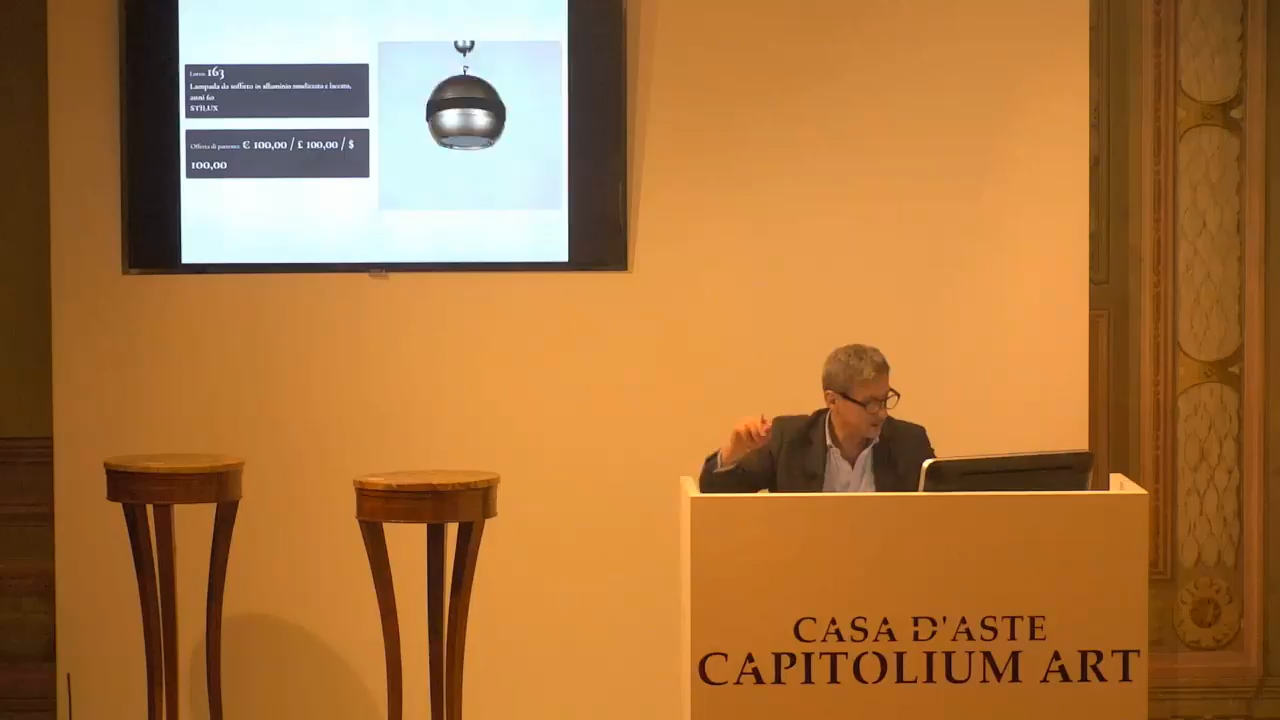 Lotto: 163
Lampada da soffitto in alluminio anodizzato e laccato,
anni 60
STILUX
Offerta di partenza: € 100,00 / £ 100,00 / $
100,00
CASA D'ASTE
CAPITOLIUM ART